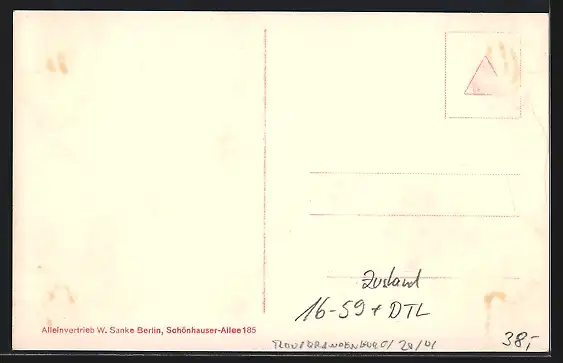 Alleinvertrieb W. Sanke Berlin, Schönhauser-Allee 185
Zustand
16-59 + DTL
38,-